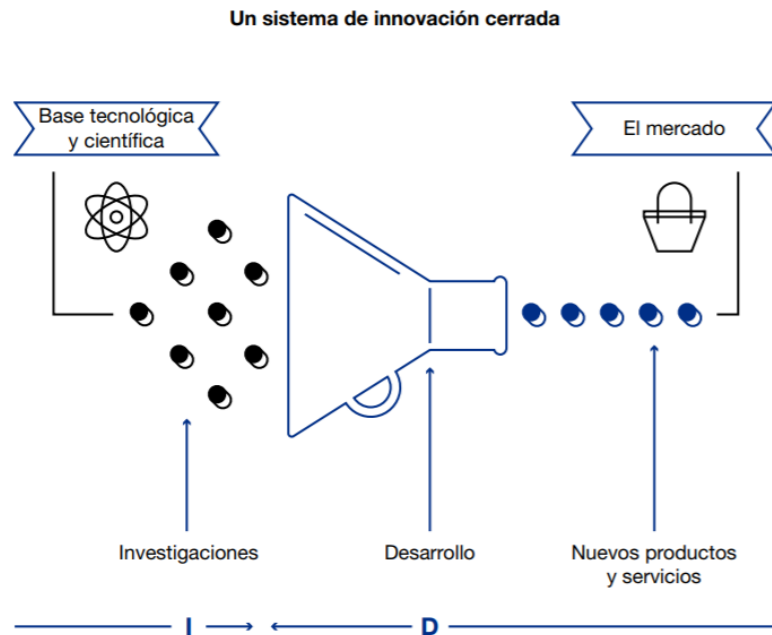 Un sistema de innovación cerrada
Base tecnológica
y científica
El mercado
Investigaciones
Desarrollo
Nuevos productos
y servicios
I
D